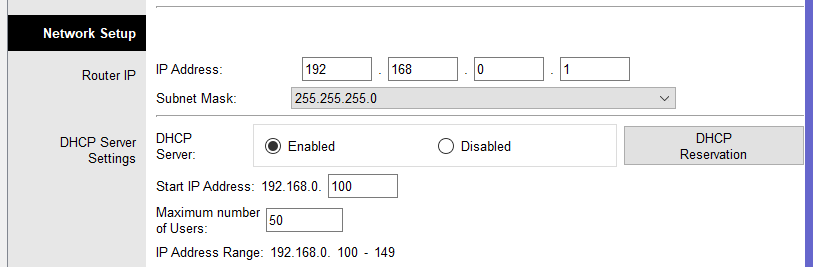 Network Setup
Router IP
IP Address: 192 . 168 . 0 . 1
Subnet Mask: 255.255.255.0
DHCP Server
Settings
DHCP
Server:
Enabled
Disabled
DHCP
Reservation
Start IP Address: 192.168.0. 100
Maximum number
of Users:
50
IP Address Range: 192.168.0. 100 - 149